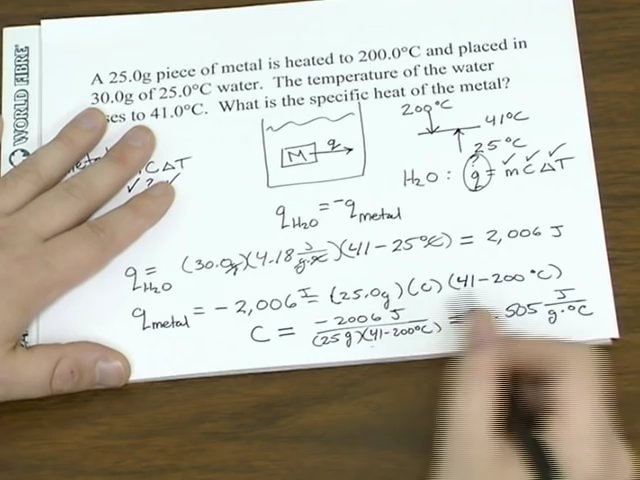 WORLD FIBRE
A 25.0g piece of metal is heated to 200.0°C and placed in
30.0g of 25.0°C water. The temperature of the water
to 41.0°C. What is the specific heat of the metal?
200°C
41°C
25°C
M q
C ΔT
H₂O : q = m C ΔT
q H₂O = -q metal
q H₂O = (30.0g)(4.18 J/g·°C)(41-25°C) = 2,006 J
q metal = -2,006 J = (25.0g)(C)(41-200°C)
C = -2006 J / (25g)(41-200°C) = .505 J/g·°C